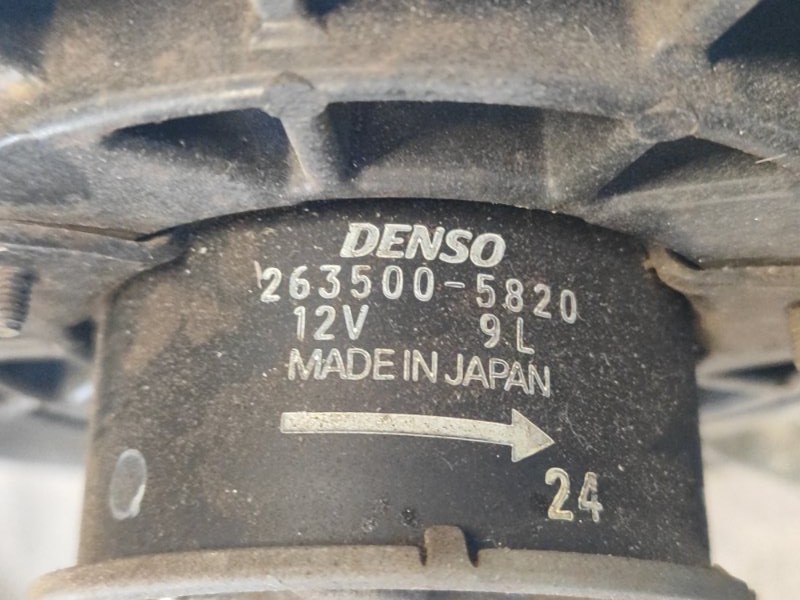 DENSO
263500-5820
12V 9L
MADE IN JAPAN
24